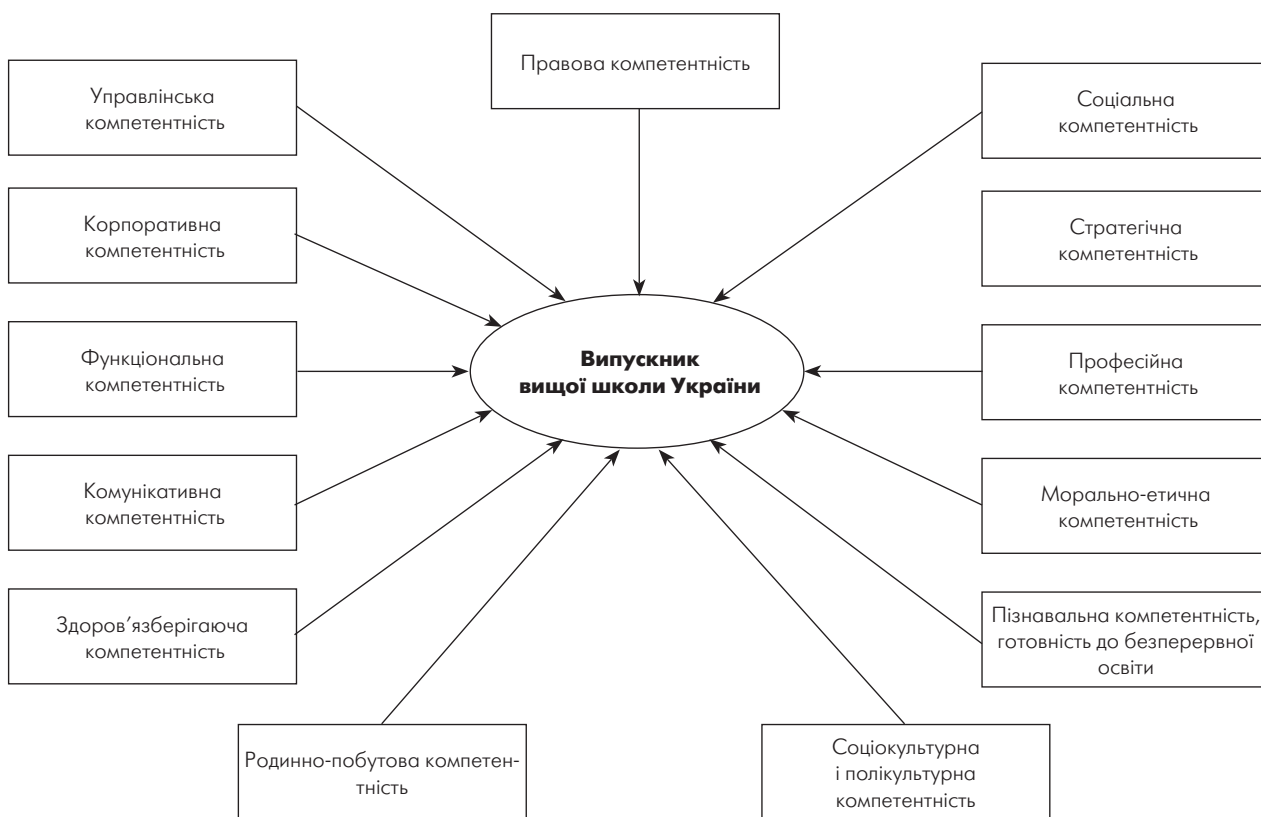 Правова компетентність
Управлінська
компетентність
Соціальна
компетентність
Корпоративна
компетентність
Стратегічна
компетентність
Функціональна
компетентність
Випускник
вищої школи України
Професійна
компетентність
Комунікативна
компетентність
Морально-етична
компетентність
Здоров’язберігаюча
компетентність
Пізнавальна компетентність,
готовність до безперервної
освіти
Родинно-побутова компетен-
тність
Соціокультурна
і полікультурна
компетентність